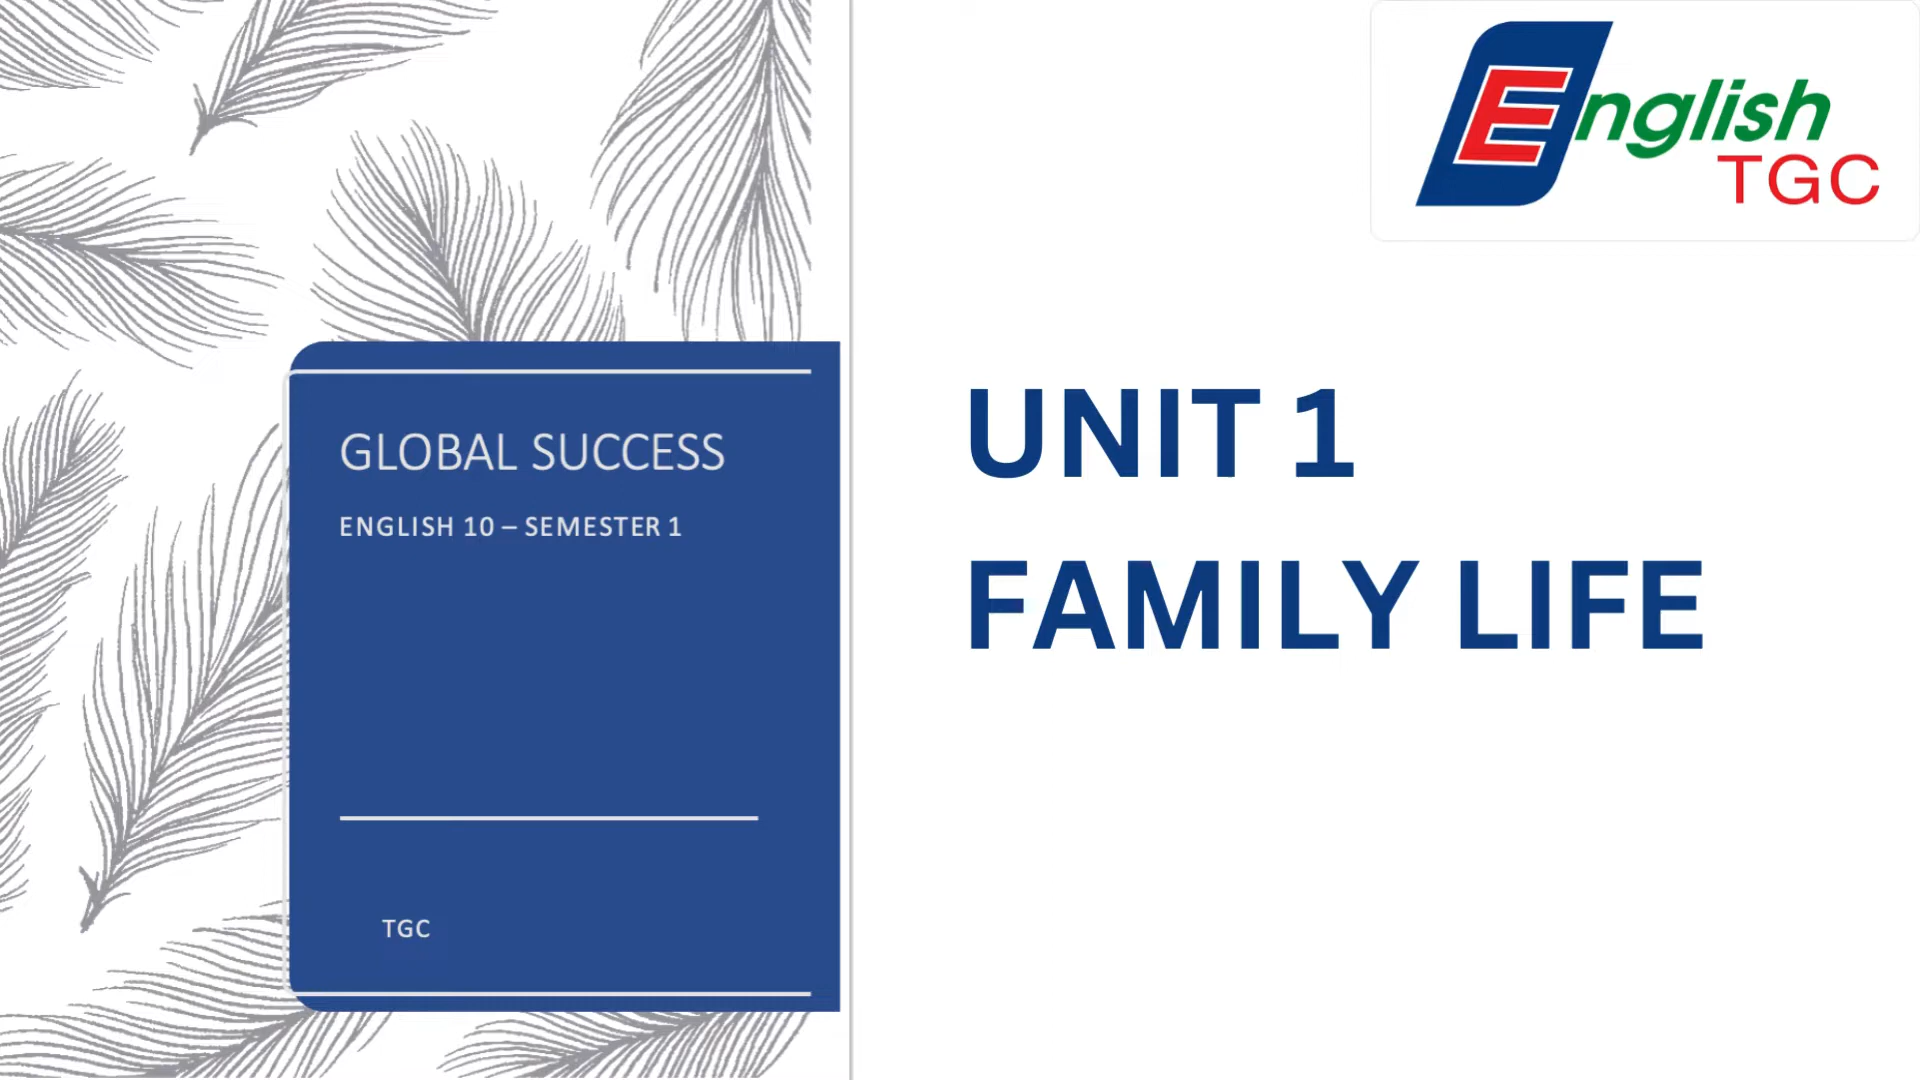 English
TGC
GLOBAL SUCCESS
ENGLISH 10 – SEMESTER 1
TGC
UNIT 1
FAMILY LIFE